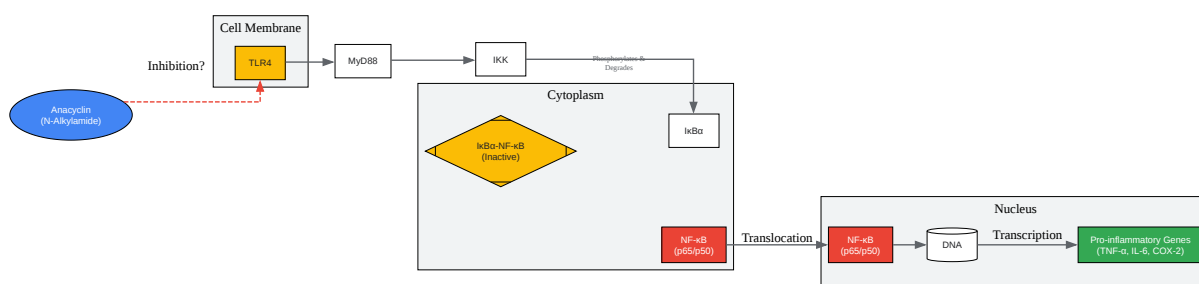 Cell Membrane
TLR4
MyD88
IKK
Phosphorylates &
Degrades
Inhibition?
Anacyclin
(N-Alkylamide)
Cytoplasm
IκBα
IκBα-NF-κB
(Inactive)
NF-κB
(p65/p50)
Translocation
Nucleus
NF-κB
(p65/p50)
DNA
Transcription
Pro-inflammatory Genes
(TNF-α, IL-6, COX-2)